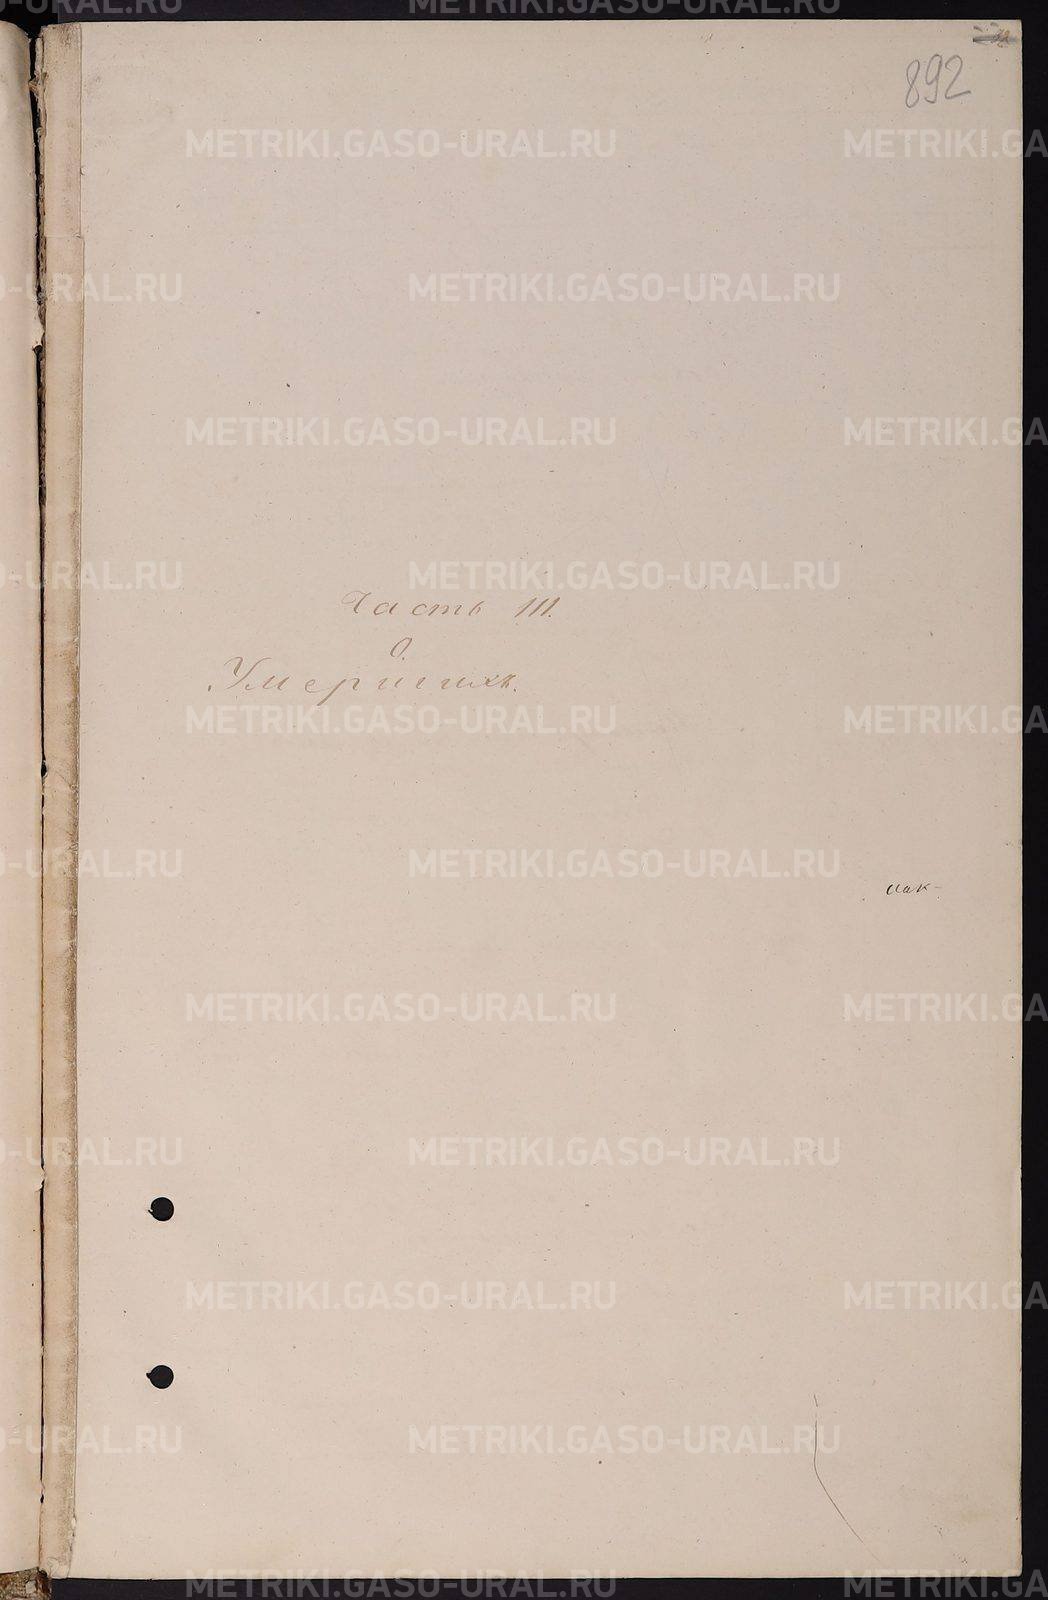 892
Часть III.
О
Умершихъ.
METRIKI.GASO-URAL.RU